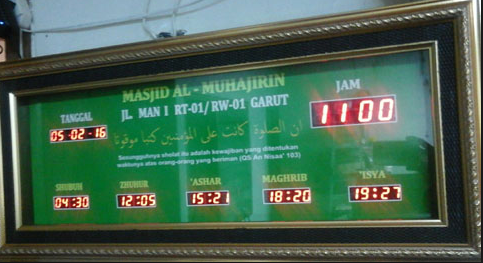 MASJID AL - MUHAJIRIN
JL. MAN I RT-01/RW-01 GARUT
TANGGAL
05-02-16
JAM
11:00
ان الصلوة كانت على المؤمنين كتبا موقوتا
Sesungguhnya sholat itu adalah kewajiban yang ditentukan
waktunya atas orang-orang yang beriman (QS An Nisaa' 103)
SHUBUH
ZHUHUR
'ASHAR
MAGHRIB
'ISYA
04:30
12:05
15:21
18:20
19:27